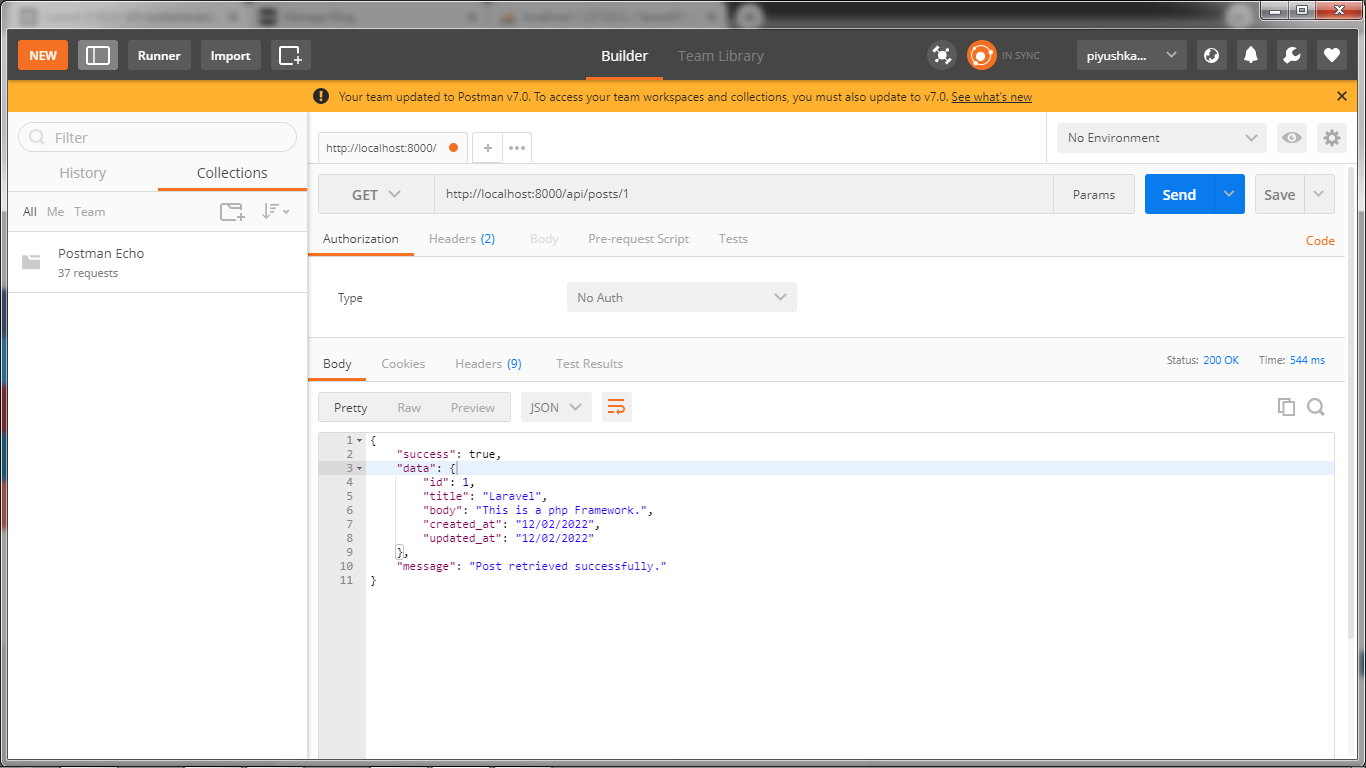 NEW Runner Import Builder Team Library IN SYNC piyushka...
Your team updated to Postman v7.0. To access your team workspaces and collections, you must also update to v7.0. See what's new
Filter
History Collections
All Me Team
Postman Echo
37 requests
http://localhost:8000/ No Environment
GET http://localhost:8000/api/posts/1 Params Send Save
Authorization Headers (2) Body Pre-request Script Tests Code
Type No Auth
Body Cookies Headers (9) Test Results Status: 200 OK Time: 544 ms
Pretty Raw Preview JSON
1 {
2 "success": true,
3 "data": {
4 "id": 1,
5 "title": "Laravel",
6 "body": "This is a php Framework.",
7 "created_at": "12/02/2022",
8 "updated_at": "12/02/2022"
9 },
10 "message": "Post retrieved successfully."
11 }